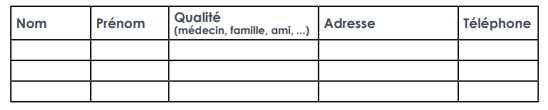 Nom Prénom Qualité Adresse Téléphone
(médecin, famille, ami, ...)